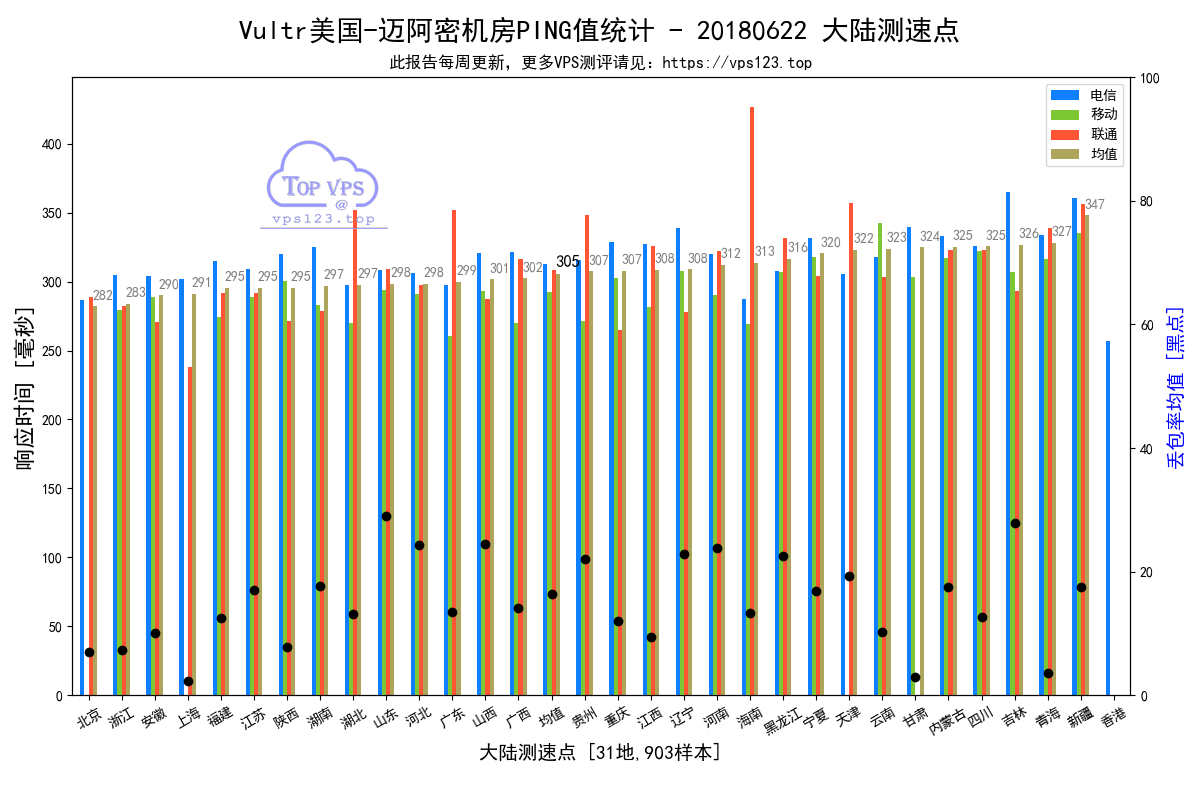 Vultr美国-迈阿密机房PING值统计 - 20180622 大陆测速点
此报告每周更新, 更多VPS测评请见: https://vps123.top
电信
移动
联通
均值
TOP VPS
@
vps123.top
响应时间 [毫秒]
400
350
300
250
200
150
100
50
0
100
80
60
40
20
0
丢包率均值 [黑点]
282 283 290 291 295 295 295 297 297 298 298 299 301 302 305 307 307 308 308 312 313 316 320 322 323 324 325 325 326 327 347
北京 浙江 安徽 上海 福建 江苏 陕西 湖南 湖北 山东 河北 广东 山西 广西 均值 贵州 重庆 江西 辽宁 河南 海南 黑龙江 宁夏 天津 云南 甘肃 内蒙古 四川 吉林 青海 新疆 香港
大陆测速点 [31地,903样本]